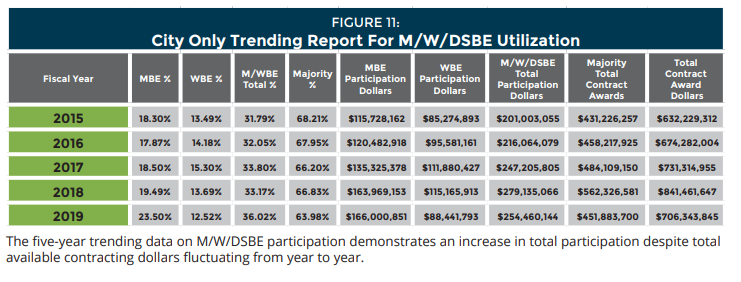 FIGURE 11:
City Only Trending Report For M/W/DSBE Utilization
Fiscal Year MBE % WBE % M/WBE Total % Majority % MBE Participation Dollars WBE Participation Dollars M/W/DSBE Total Participation Dollars Majority Total Contract Awards Total Contract Award Dollars
2015 18.30% 13.49% 31.79% 68.21% $115,728,162 $85,274,893 $201,003,055 $431,226,257 $632,229,312
2016 17.87% 14.18% 32.05% 67.95% $120,482,918 $95,581,161 $216,064,079 $458,217,925 $674,282,004
2017 18.50% 15.30% 33.80% 66.20% $135,325,378 $111,880,427 $247,205,805 $484,109,150 $731,314,955
2018 19.49% 13.69% 33.17% 66.83% $163,969,153 $115,165,913 $279,135,066 $562,326,581 $841,461,647
2019 23.50% 12.52% 36.02% 63.98% $166,000,851 $88,441,793 $254,460,144 $451,883,700 $706,343,845
The five-year trending data on M/W/DSBE participation demonstrates an increase in total participation despite total
available contracting dollars fluctuating from year to year.